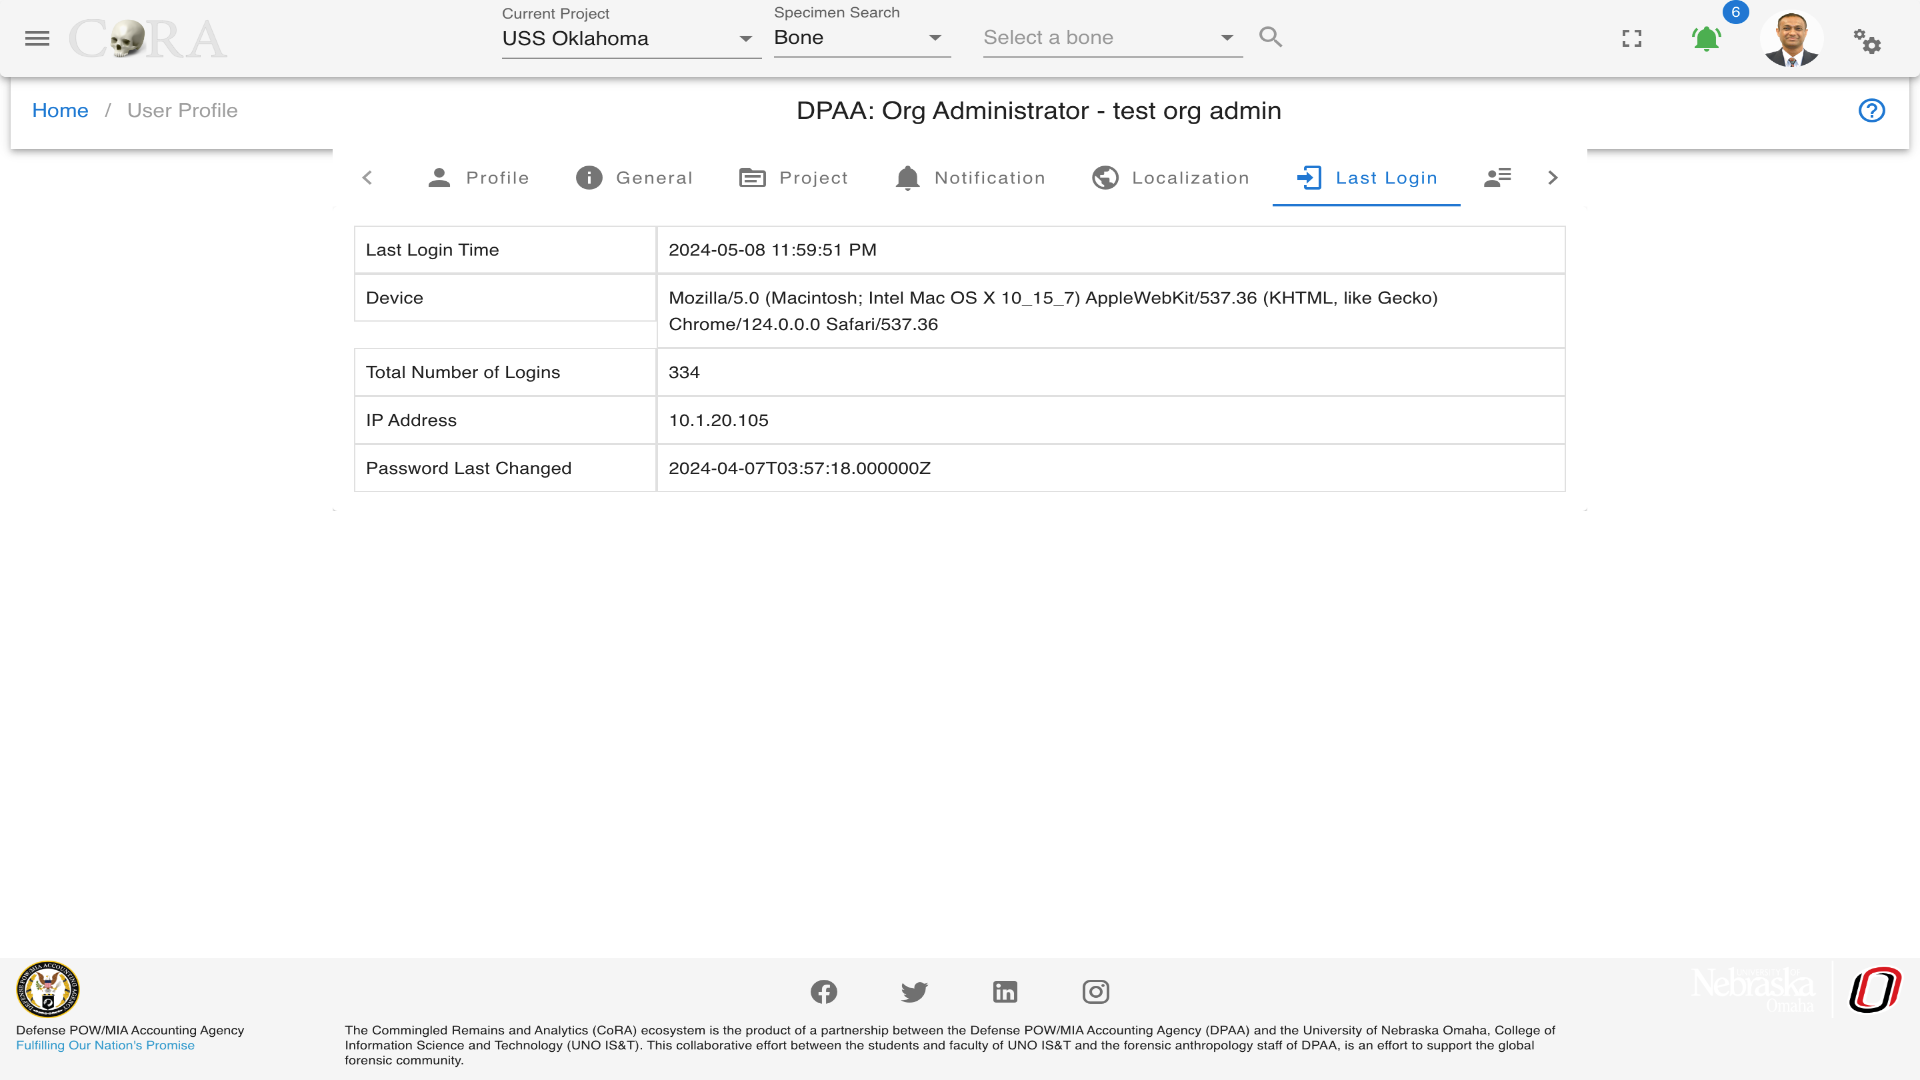 CoRA
Current Project
USS Oklahoma
Specimen Search
Bone
Select a bone
6
Home / User Profile
DPAA: Org Administrator - test org admin
Profile
General
Project
Notification
Localization
Last Login
Last Login Time
2024-05-08 11:59:51 PM
Device
Mozilla/5.0 (Macintosh; Intel Mac OS X 10_15_7) AppleWebKit/537.36 (KHTML, like Gecko)
Chrome/124.0.0.0 Safari/537.36
Total Number of Logins
334
IP Address
10.1.20.105
Password Last Changed
2024-04-07T03:57:18.000000Z
Defense POW/MIA Accounting Agency
Fulfilling Our Nation's Promise
The Commingled Remains and Analytics (CoRA) ecosystem is the product of a partnership between the Defense POW/MIA Accounting Agency (DPAA) and the University of Nebraska Omaha, College of
Information Science and Technology (UNO IS&T). This collaborative effort between the students and faculty of UNO IS&T and the forensic anthropology staff of DPAA, is an effort to support the global
forensic community.
Nebraska
Omaha